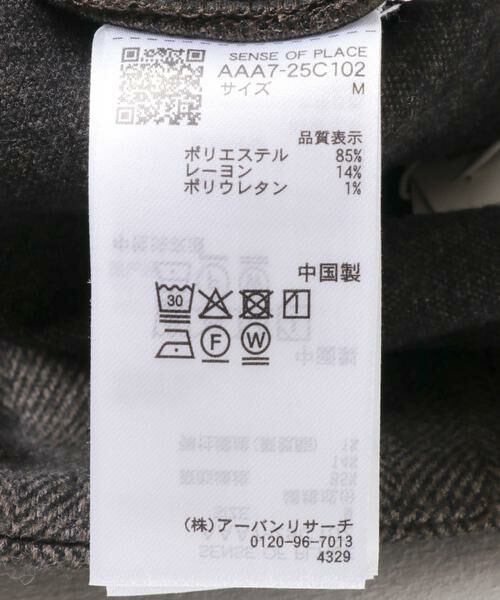 SENSE OF PLACE
AAA7-25C102
サイズ M
品質表示
ポリエステル 85%
レーヨン 14%
ポリウレタン 1%
中国製
30
F W
(株)アーバンリサーチ
0120-96-7013
4329